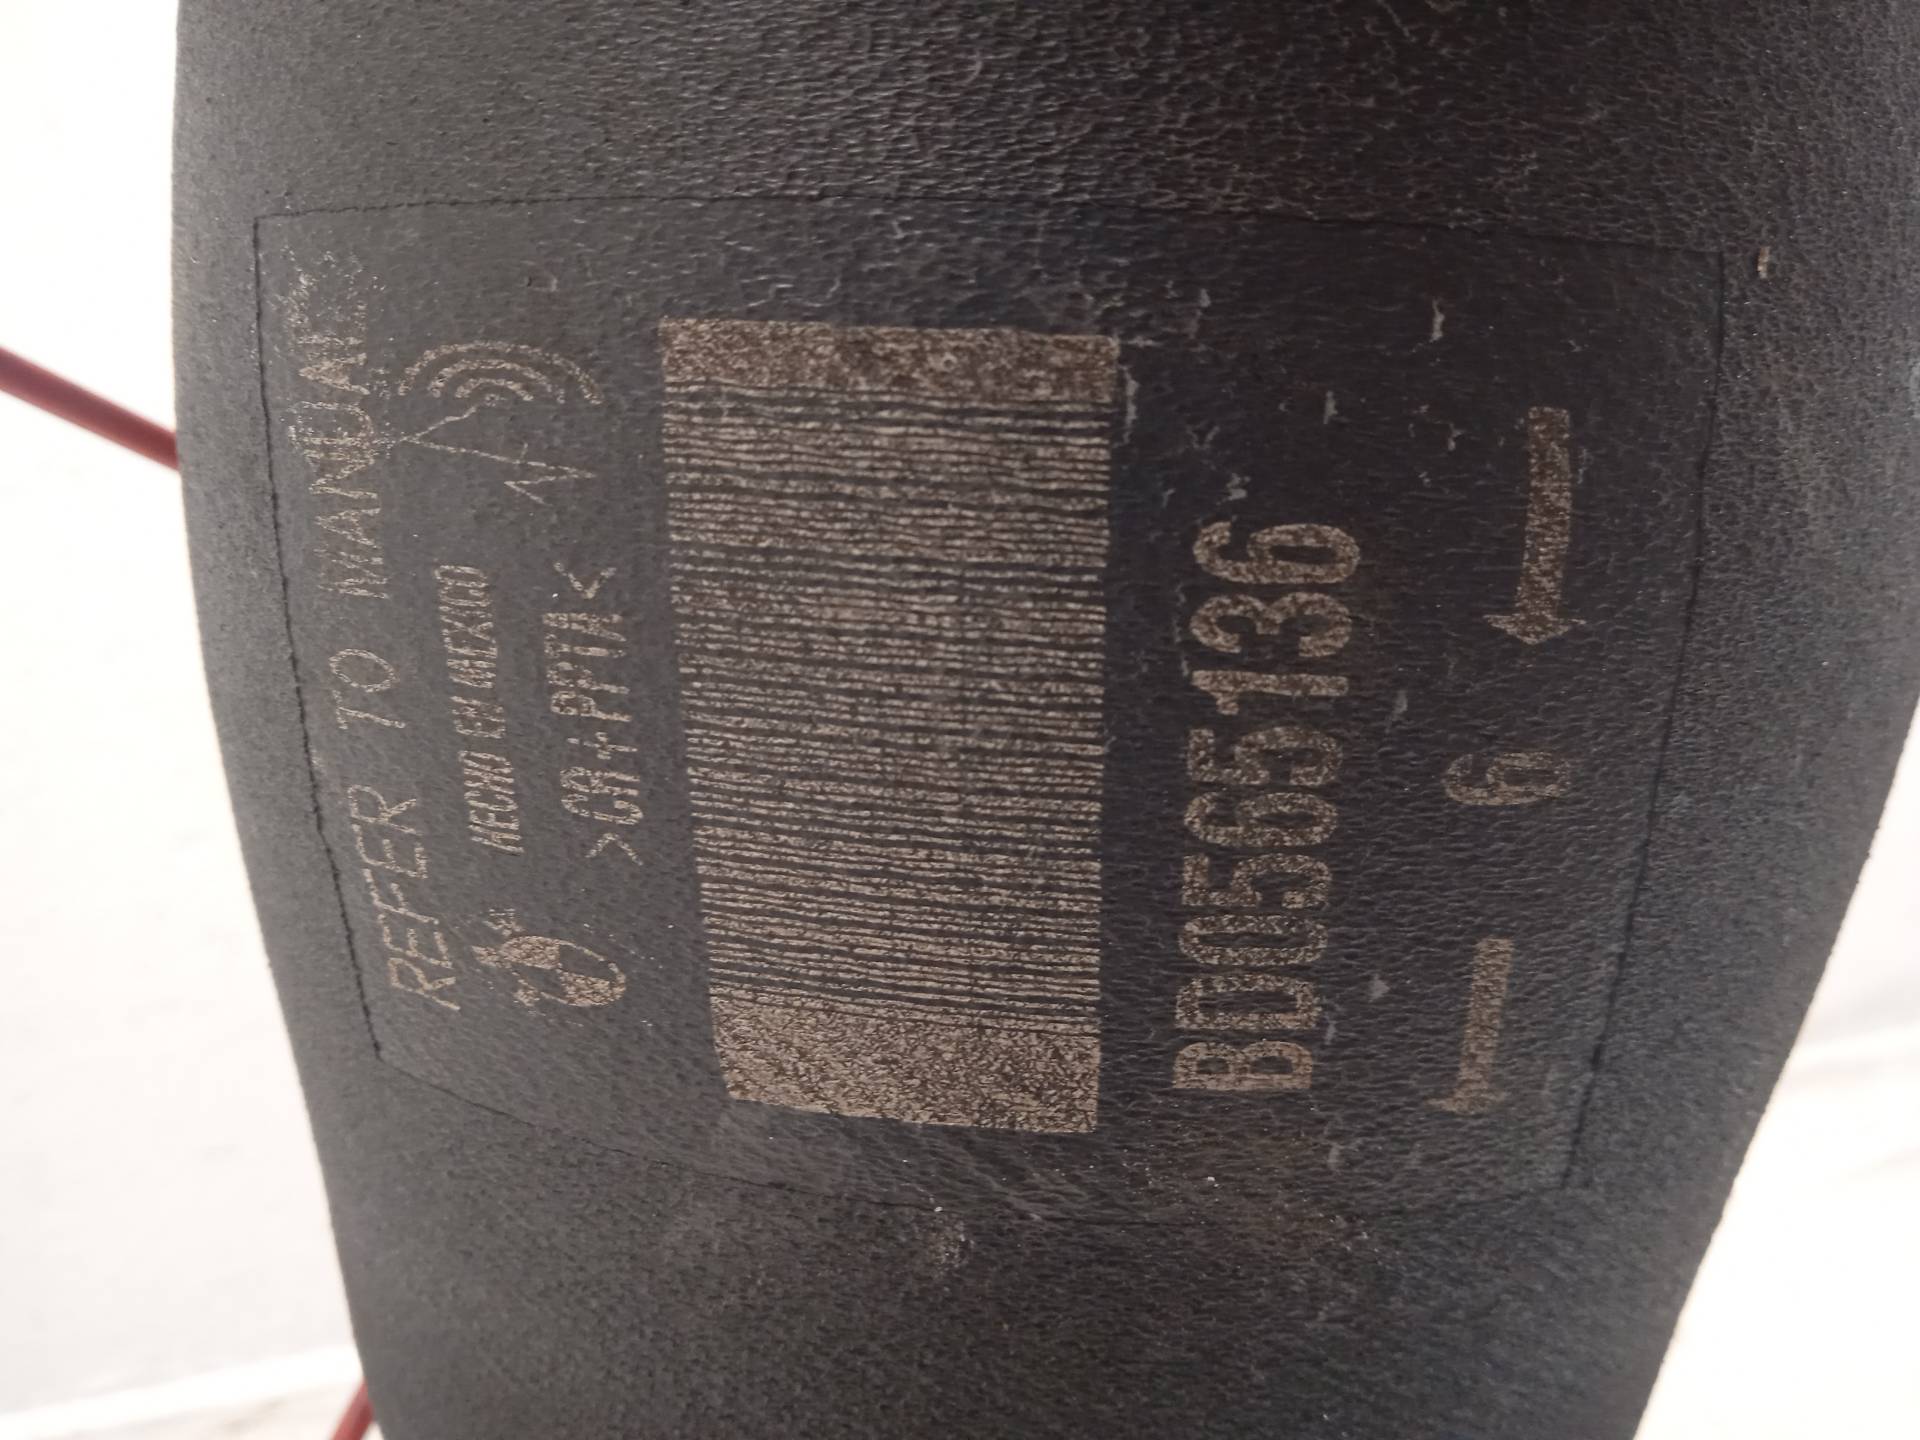 REFER TO MANUAL
HECHO EN MEXICO
>CR+PPTA<
BD0565136
6